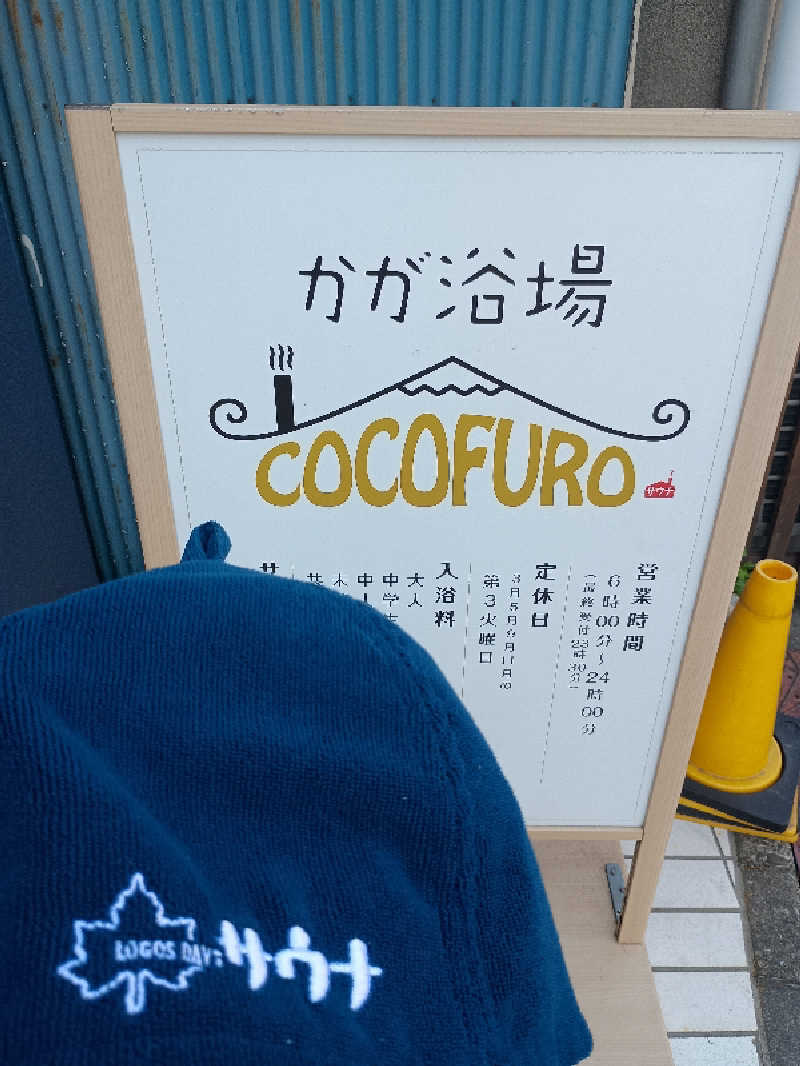 かが浴場
COCOFURO
サウナ
営業時間
6時00分~24時00分
(最終受付23時30分)
定休日
第3火曜日
入浴料
大人
中学生
LOGOS DAYS
サウナ